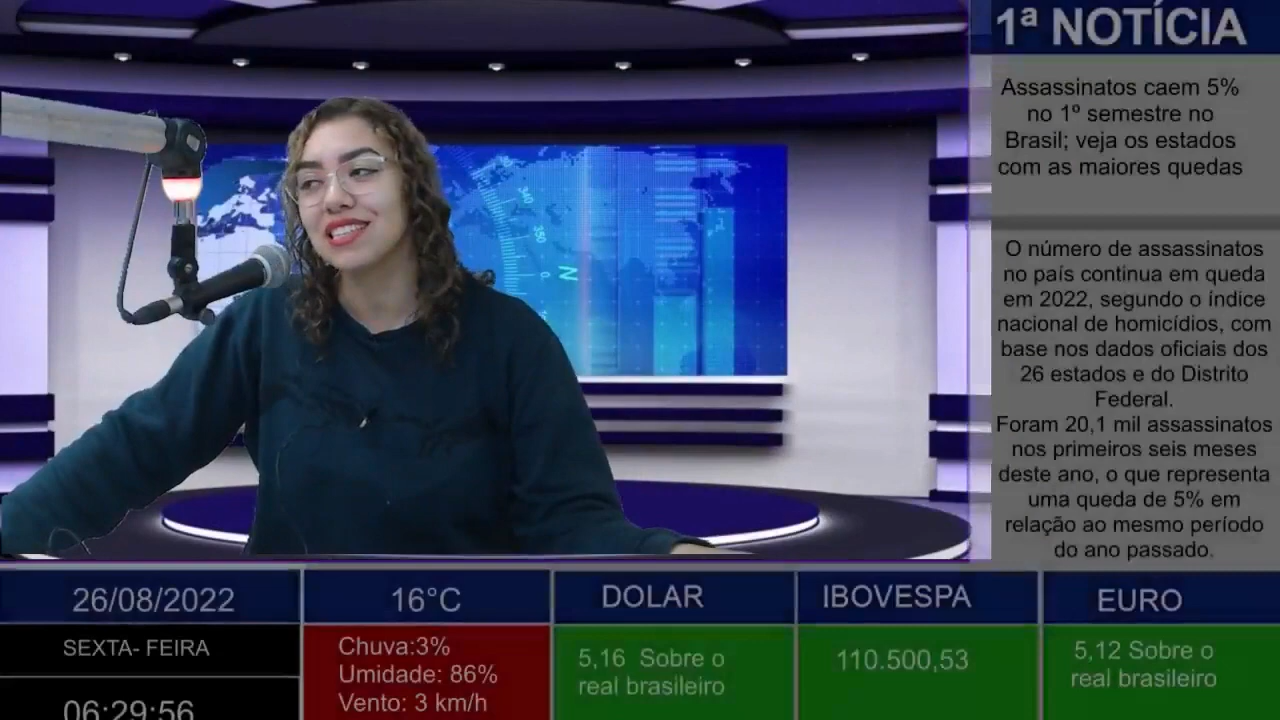 1ª NOTÍCIA
Assassinatos caem 5%
no 1º semestre no
Brasil; veja os estados
com as maiores quedas
O número de assassinatos
no país continua em queda
em 2022, segundo o índice
nacional de homicídios, com
base nos dados oficiais dos
26 estados e do Distrito
Federal.
Foram 20,1 mil assassinatos
nos primeiros seis meses
deste ano, o que representa
uma queda de 5% em
relação ao mesmo período
do ano passado.
340
350
0
N
26/08/2022
SEXTA- FEIRA
06:29:56
16°C
Chuva:3%
Umidade: 86%
Vento: 3 km/h
DOLAR
5,16 Sobre o
real brasileiro
IBOVESPA
110.500,53
EURO
5,12 Sobre o
real brasileiro